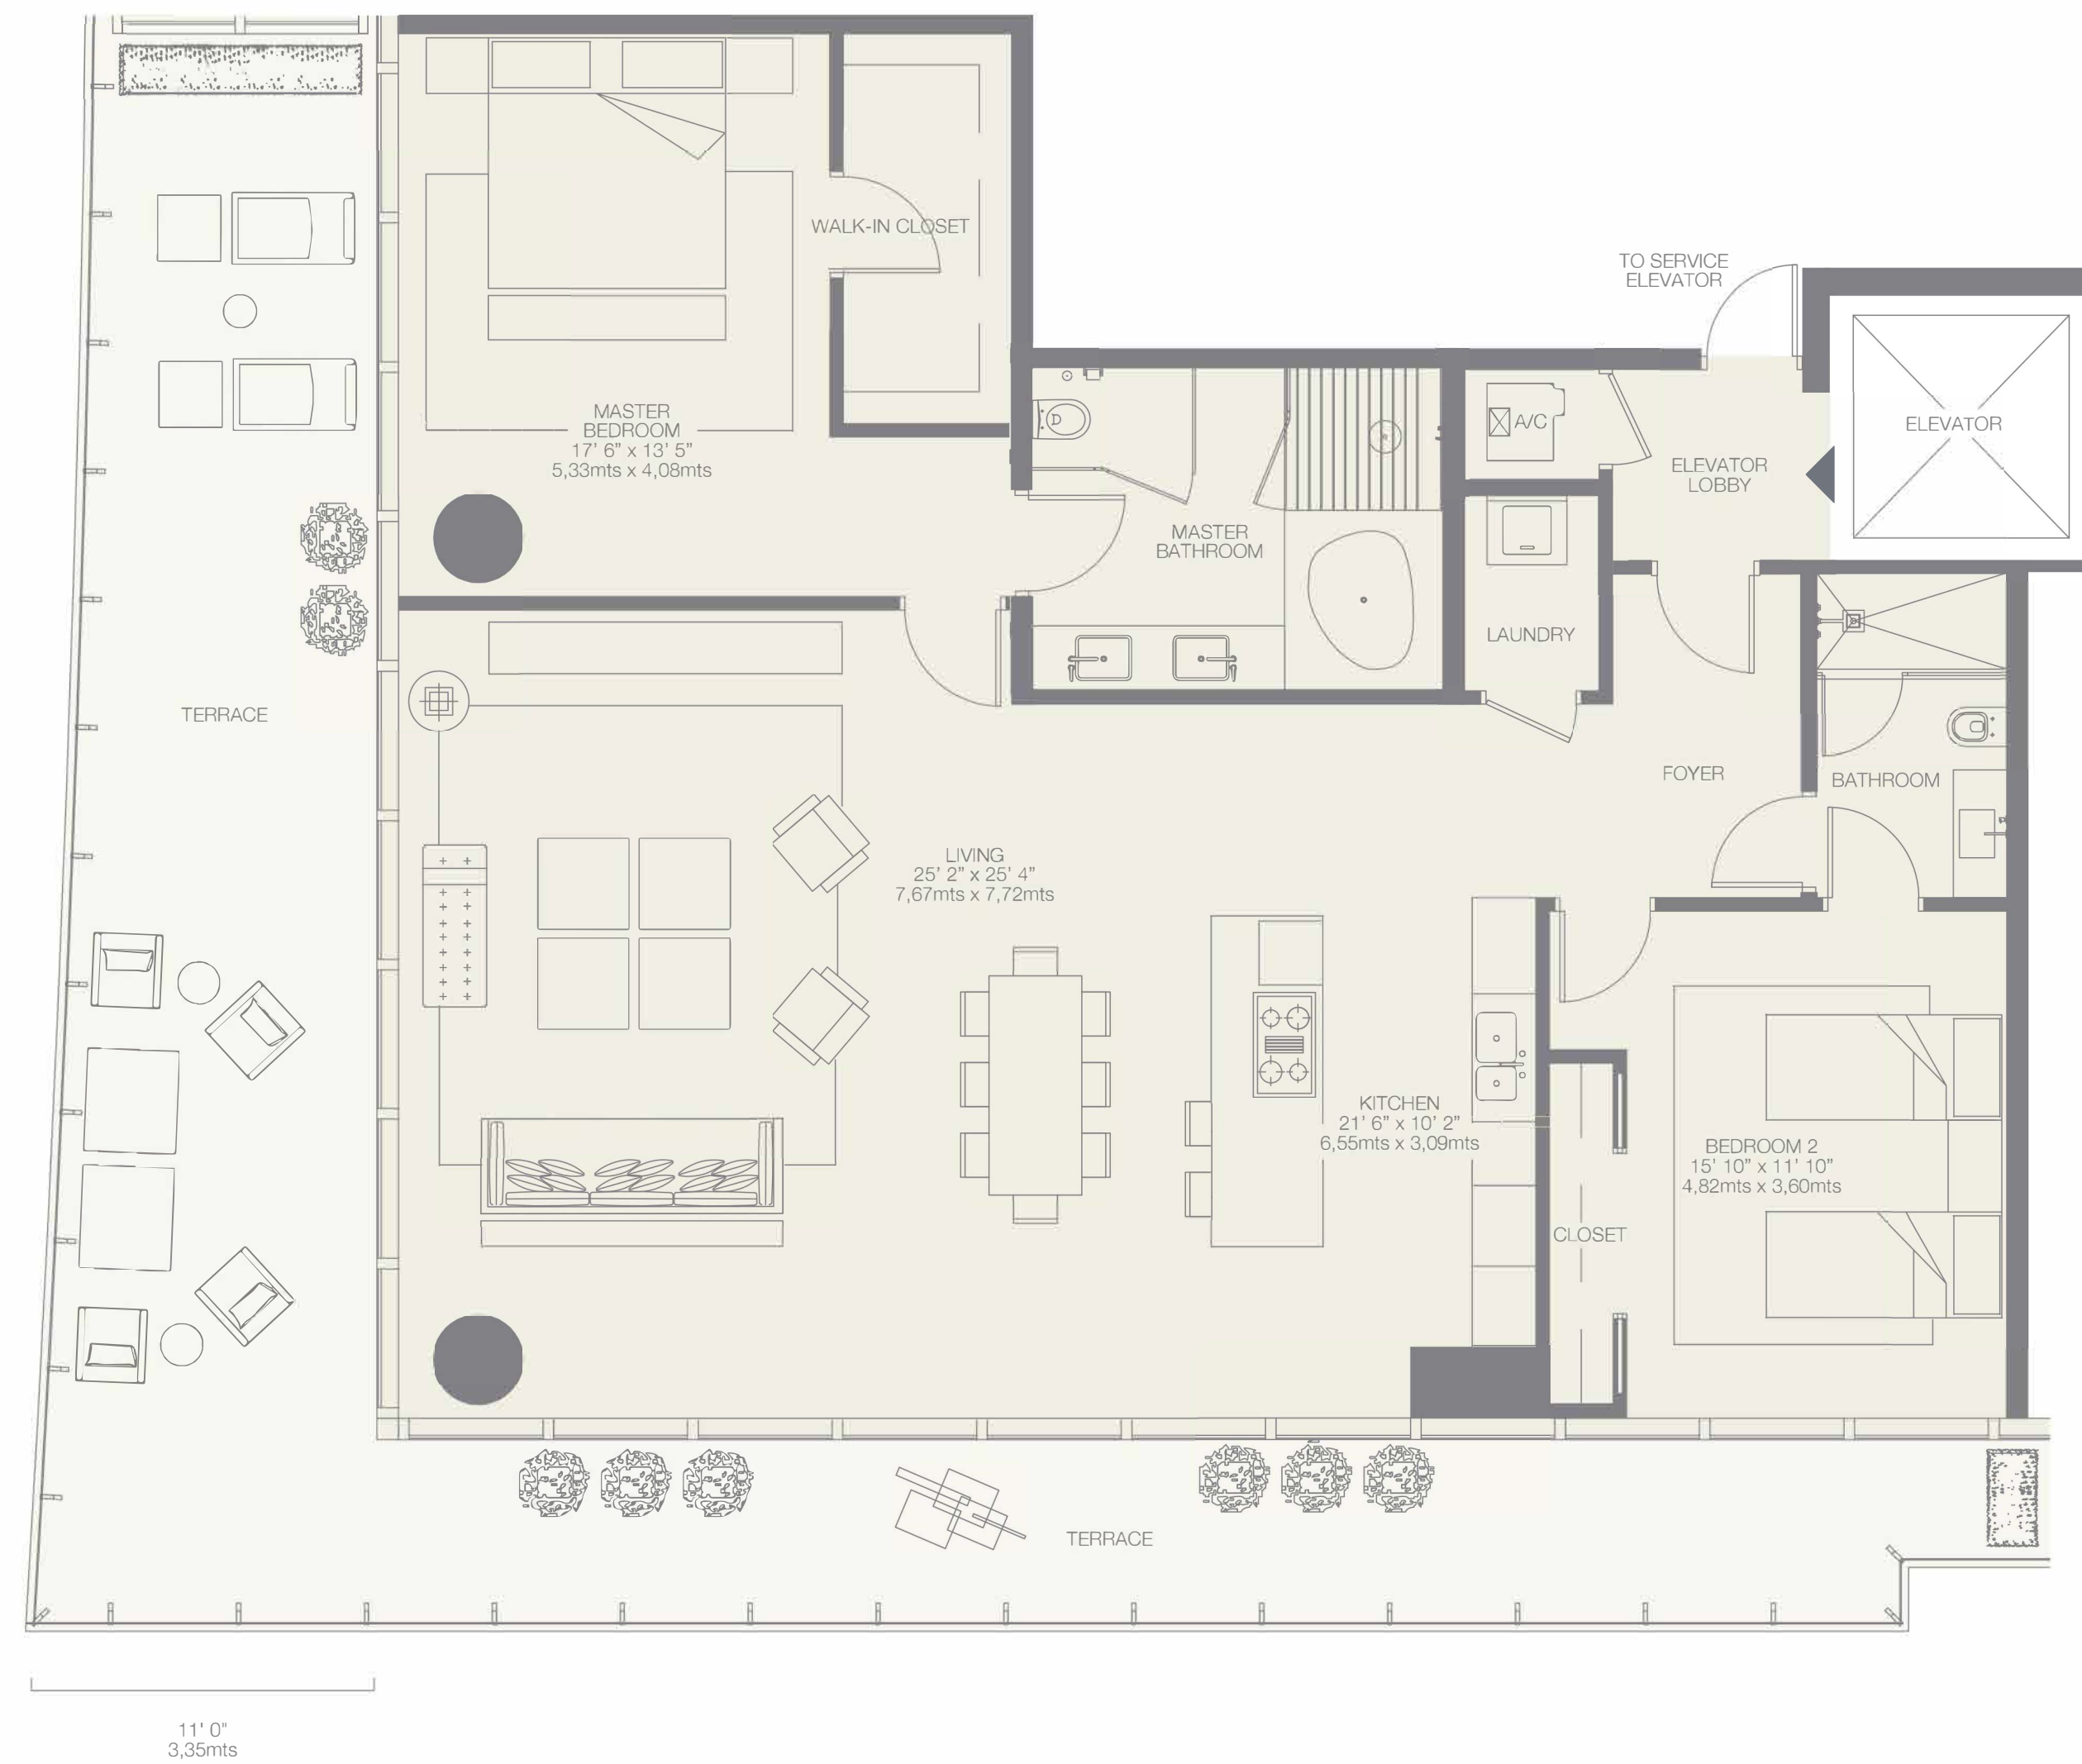 WALK-IN CLOSET
TO SERVICE
ELEVATOR
MASTER
BEDROOM
17' 6" x 13' 5"
5,33mts x 4,08mts
D
A/C
ELEVATOR
ELEVATOR
LOBBY
MASTER
BATHROOM
LAUNDRY
TERRACE
FOYER
BATHROOM
LIVING
25' 2" x 25' 4"
7,67mts x 7,72mts
KITCHEN
21' 6" x 10' 2"
6,55mts x 3,09mts
BEDROOM 2
15' 10" x 11' 10"
4,82mts x 3,60mts
CLOSET
TERRACE
11' 0"
3,35mts